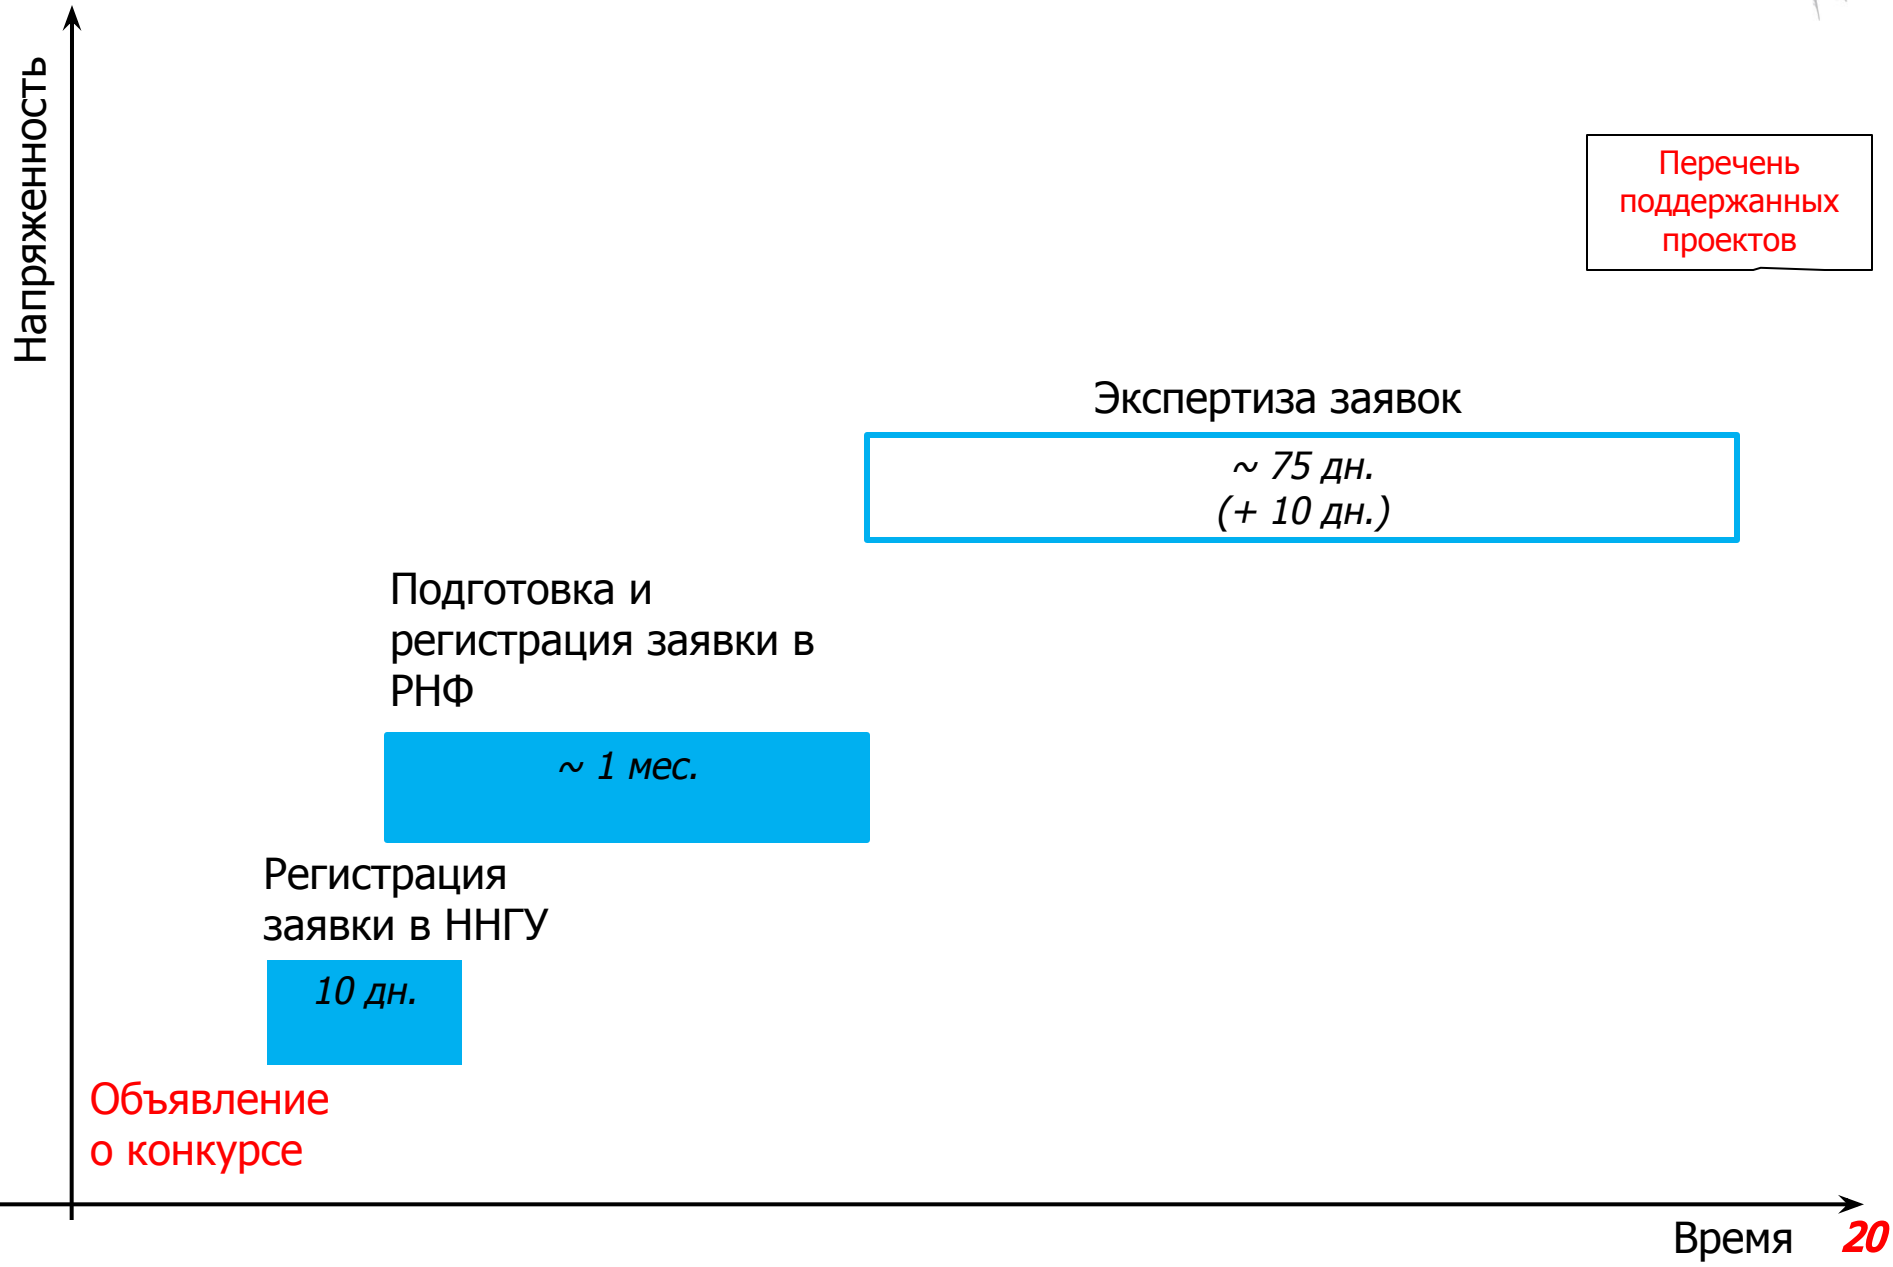 Напряженность
Перечень
поддержанных
проектов
Экспертиза заявок
~ 75 дн.
(+ 10 дн.)
Подготовка и
регистрация заявки в
РНФ
~ 1 мес.
Регистрация
заявки в ННГУ
10 дн.
Объявление
о конкурсе
Время
20